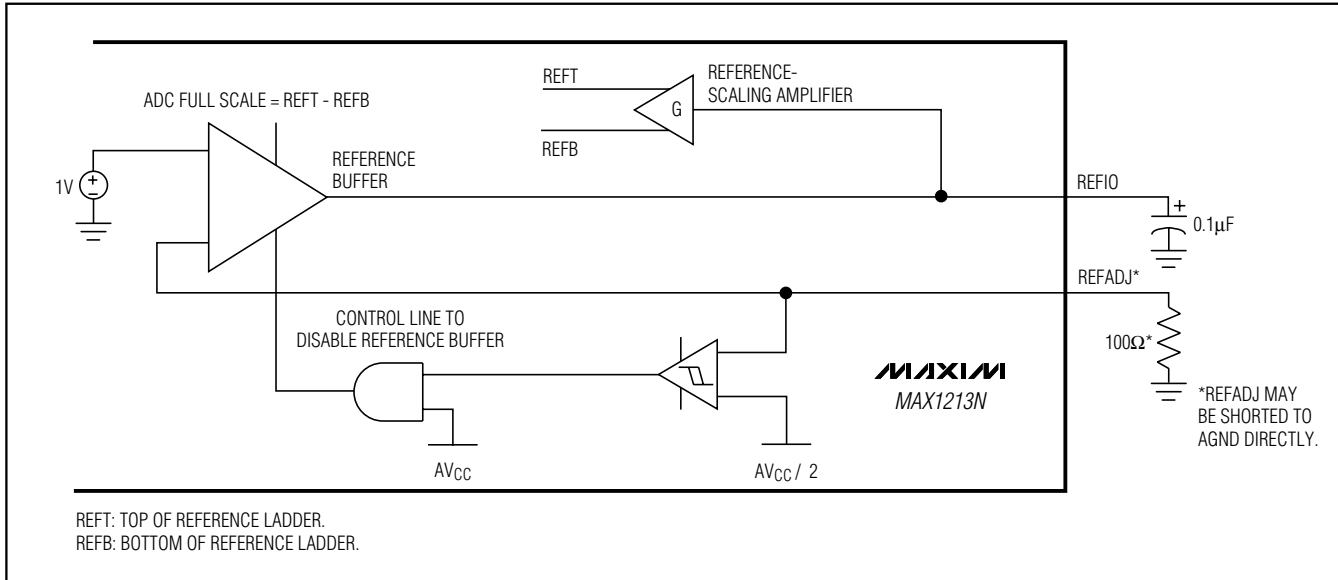 ADC FULL SCALE = REFT - REFB
REFT
REFB
G
REFERENCE-
SCALING AMPLIFIER
1V
REFERENCE
BUFFER
REFIO
0.1μF
REFADJ*
CONTROL LINE TO
DISABLE REFERENCE BUFFER
100Ω*
MAXIM
MAX1213N
*REFADJ MAY
BE SHORTED TO
AGND DIRECTLY.
AVCC
AVCC / 2
REFT: TOP OF REFERENCE LADDER.
REFB: BOTTOM OF REFERENCE LADDER.